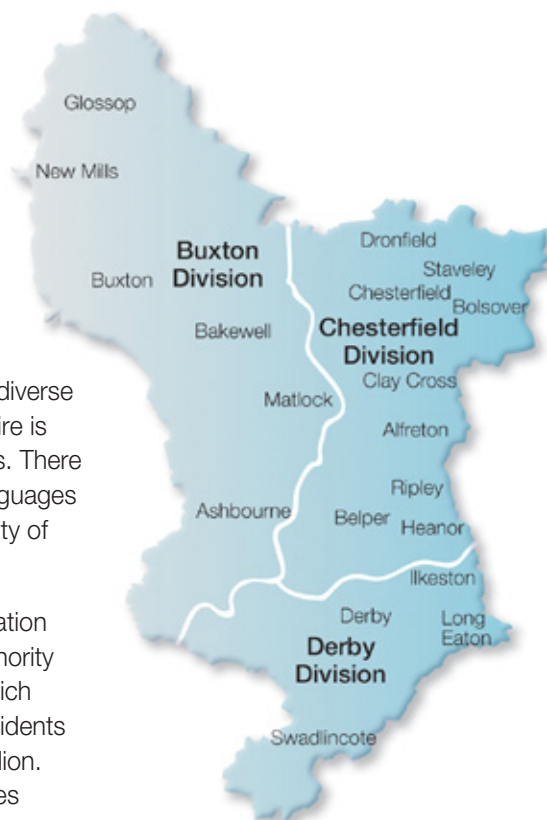 Glossop
New Mills
Buxton
Division
Buxton
Bakewell
Matlock
Ashbourne
Dronfield
Staveley
Chesterfield
Bolsover
Chesterfield
Division
Clay Cross
Alfreton
Ripley
Belper
Heanor
Ilkeston
Derby
Long
Eaton
Derby
Division
Swadlincote
diverse
ire is
s. There
nguages
ity of
ation
nority
ich
idents
lion.
es